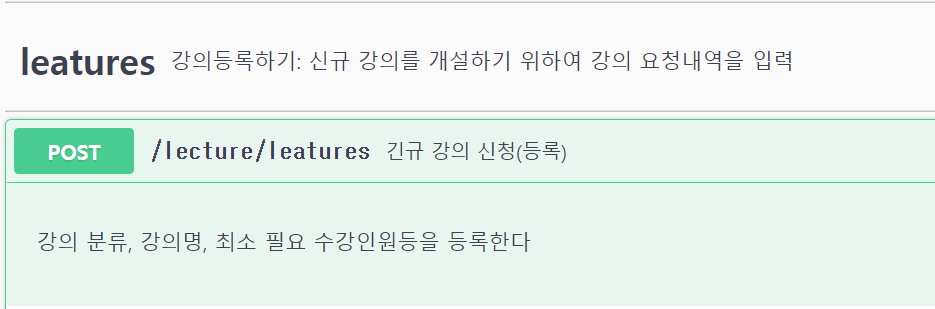 leatures 강의등록하기: 신규 강의를 개설하기 위하여 강의 요청내역을 입력
POST /lecture/leatures 긴규 강의 신청(등록)
강의 분류, 강의명, 최소 필요 수강인원등을 등록한다